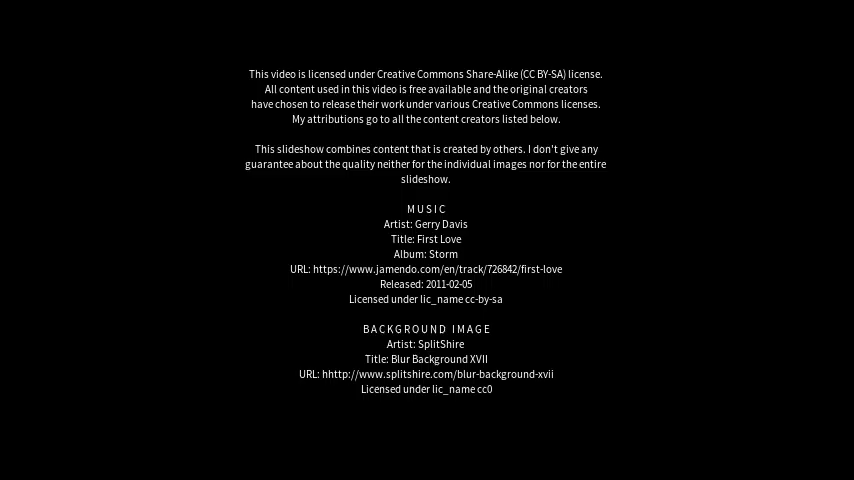 This video is licensed under Creative Commons Share-Alike (CC BY-SA) license.
All content used in this video is free available and the original creators
have chosen to release their work under various Creative Commons licenses.
My attributions go to all the content creators listed below.
This slideshow combines content that is created by others. I don't give any
guarantee about the quality neither for the individual images nor for the entire
slideshow.
MUSIC
Artist: Gerry Davis
Title: First Love
Album: Storm
URL: https://www.jamendo.com/en/track/726842/first-love
Released: 2011-02-05
Licensed under lic_name cc-by-sa
BACKGROUND IMAGE
Artist: SplitShire
Title: Blur Background XVII
URL: hhttp://www.splitshire.com/blur-background-xvii
Licensed under lic_name cc0